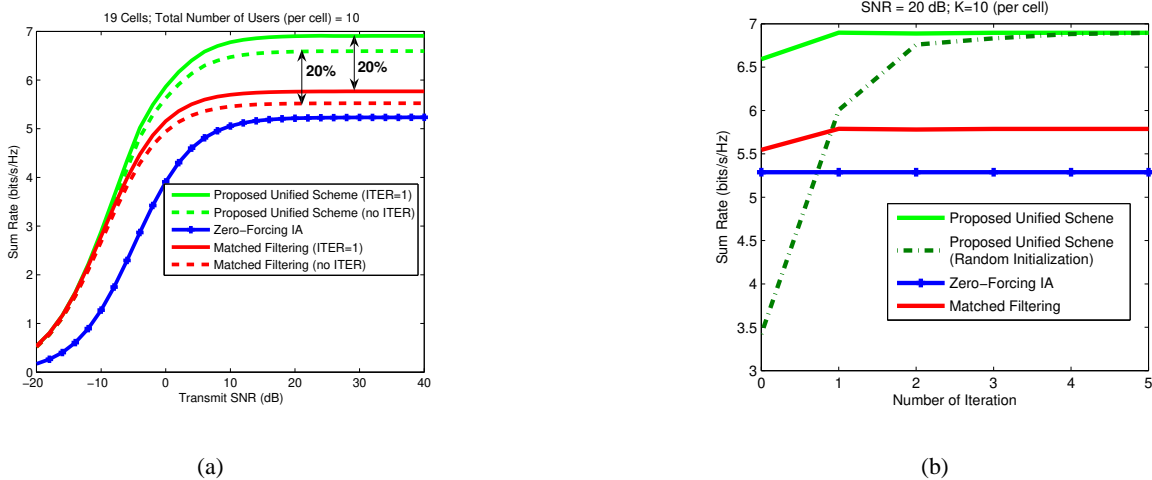 19 Cells; Total Number of Users (per cell) = 10
7
6
5
4
3
2
1
0
Sum Rate (bits/s/Hz)
20%
20%
Proposed Unified Scheme (ITER=1)
Proposed Unified Scheme (no ITER)
Zero−Forcing IA
Matched Filtering (ITER=1)
Matched Filtering (no ITER)
−20 −10 0 10 20 30 40
Transmit SNR (dB)
(a)
SNR = 20 dB; K=10 (per cell)
7
6.5
6
5.5
5
4.5
4
3.5
3
Sum Rate (bits/s/Hz)
Proposed Unified Schene
Proposed Unified Schene
(Random Initialization)
Zero−Forcing IA
Matched Filtering
0 1 2 3 4 5
Number of Iteration
(b)